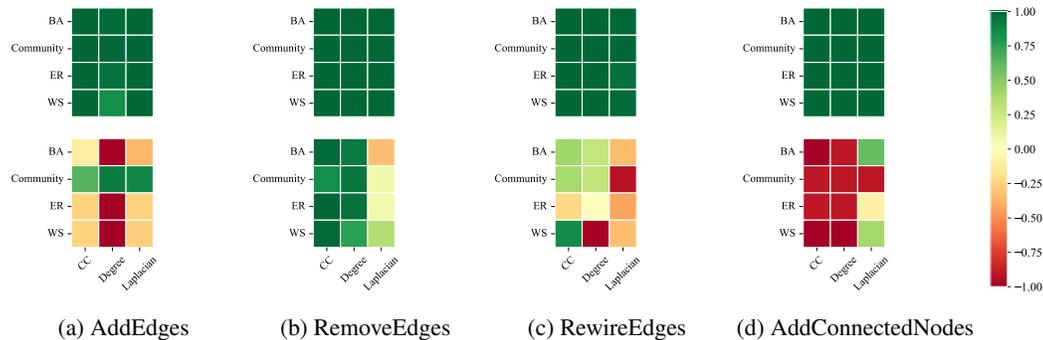 BA
Community
ER
WS
BA
Community
ER
WS
CC
Degree
Laplacian
(a) AddEdges
BA
Community
ER
WS
BA
Community
ER
WS
CC
Degree
Laplacian
(b) RemoveEdges
BA
Community
ER
WS
BA
Community
ER
WS
CC
Degree
Laplacian
(c) RewireEdges
BA
Community
ER
WS
BA
Community
ER
WS
CC
Degree
Laplacian
(d) AddConnectedNodes
1.00
0.75
0.50
0.25
0.00
−0.25
−0.50
−0.75
−1.00